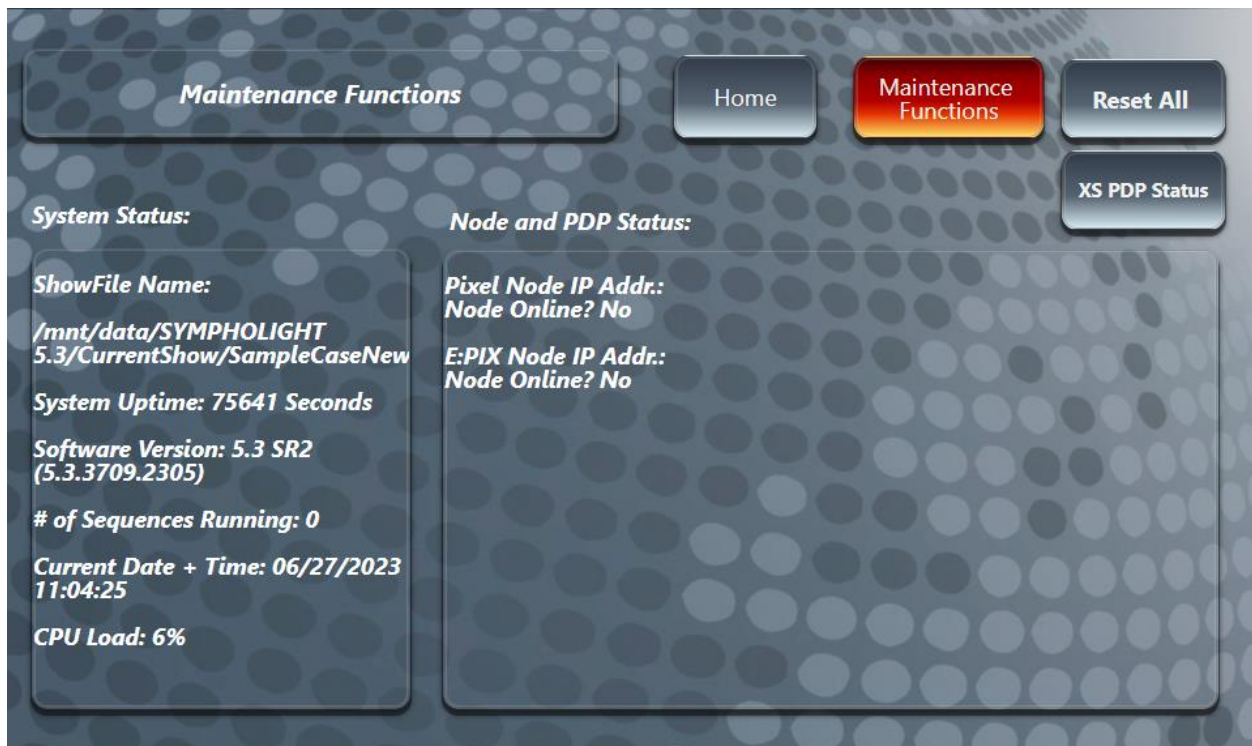 Maintenance Functions
Home
Maintenance
Functions
Reset All
XS PDP Status
System Status:
Node and PDP Status:
ShowFile Name:
/mnt/data/SYMPHOLIGHT
5.3/CurrentShow/SampleCaseNew
System Uptime: 75641 Seconds
Software Version: 5.3 SR2
(5.3.3709.2305)
# of Sequences Running: 0
Current Date + Time: 06/27/2023
11:04:25
CPU Load: 6%
Pixel Node IP Addr.:
Node Online? No
E:PIX Node IP Addr.:
Node Online? No